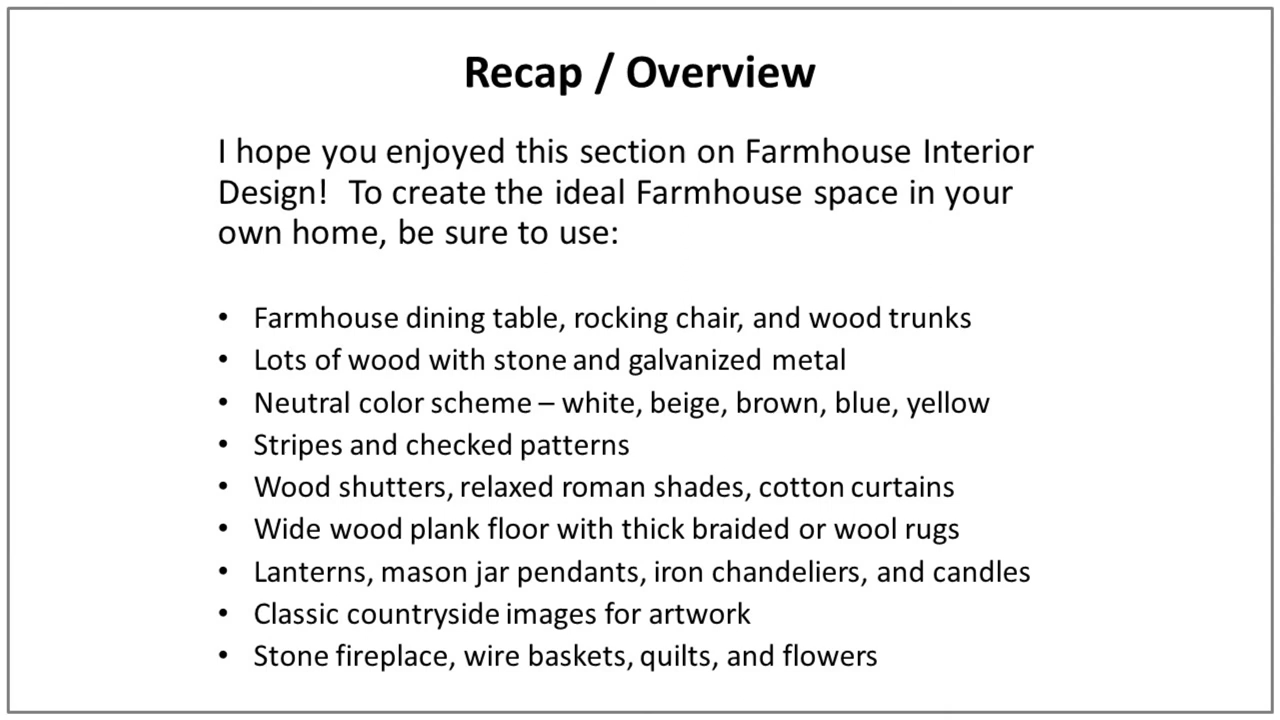 Recap / Overview
I hope you enjoyed this section on Farmhouse Interior
Design!  To create the ideal Farmhouse space in your
own home, be sure to use:
• Farmhouse dining table, rocking chair, and wood trunks
• Lots of wood with stone and galvanized metal
• Neutral color scheme – white, beige, brown, blue, yellow
• Stripes and checked patterns
• Wood shutters, relaxed roman shades, cotton curtains
• Wide wood plank floor with thick braided or wool rugs
• Lanterns, mason jar pendants, iron chandeliers, and candles
• Classic countryside images for artwork
• Stone fireplace, wire baskets, quilts, and flowers